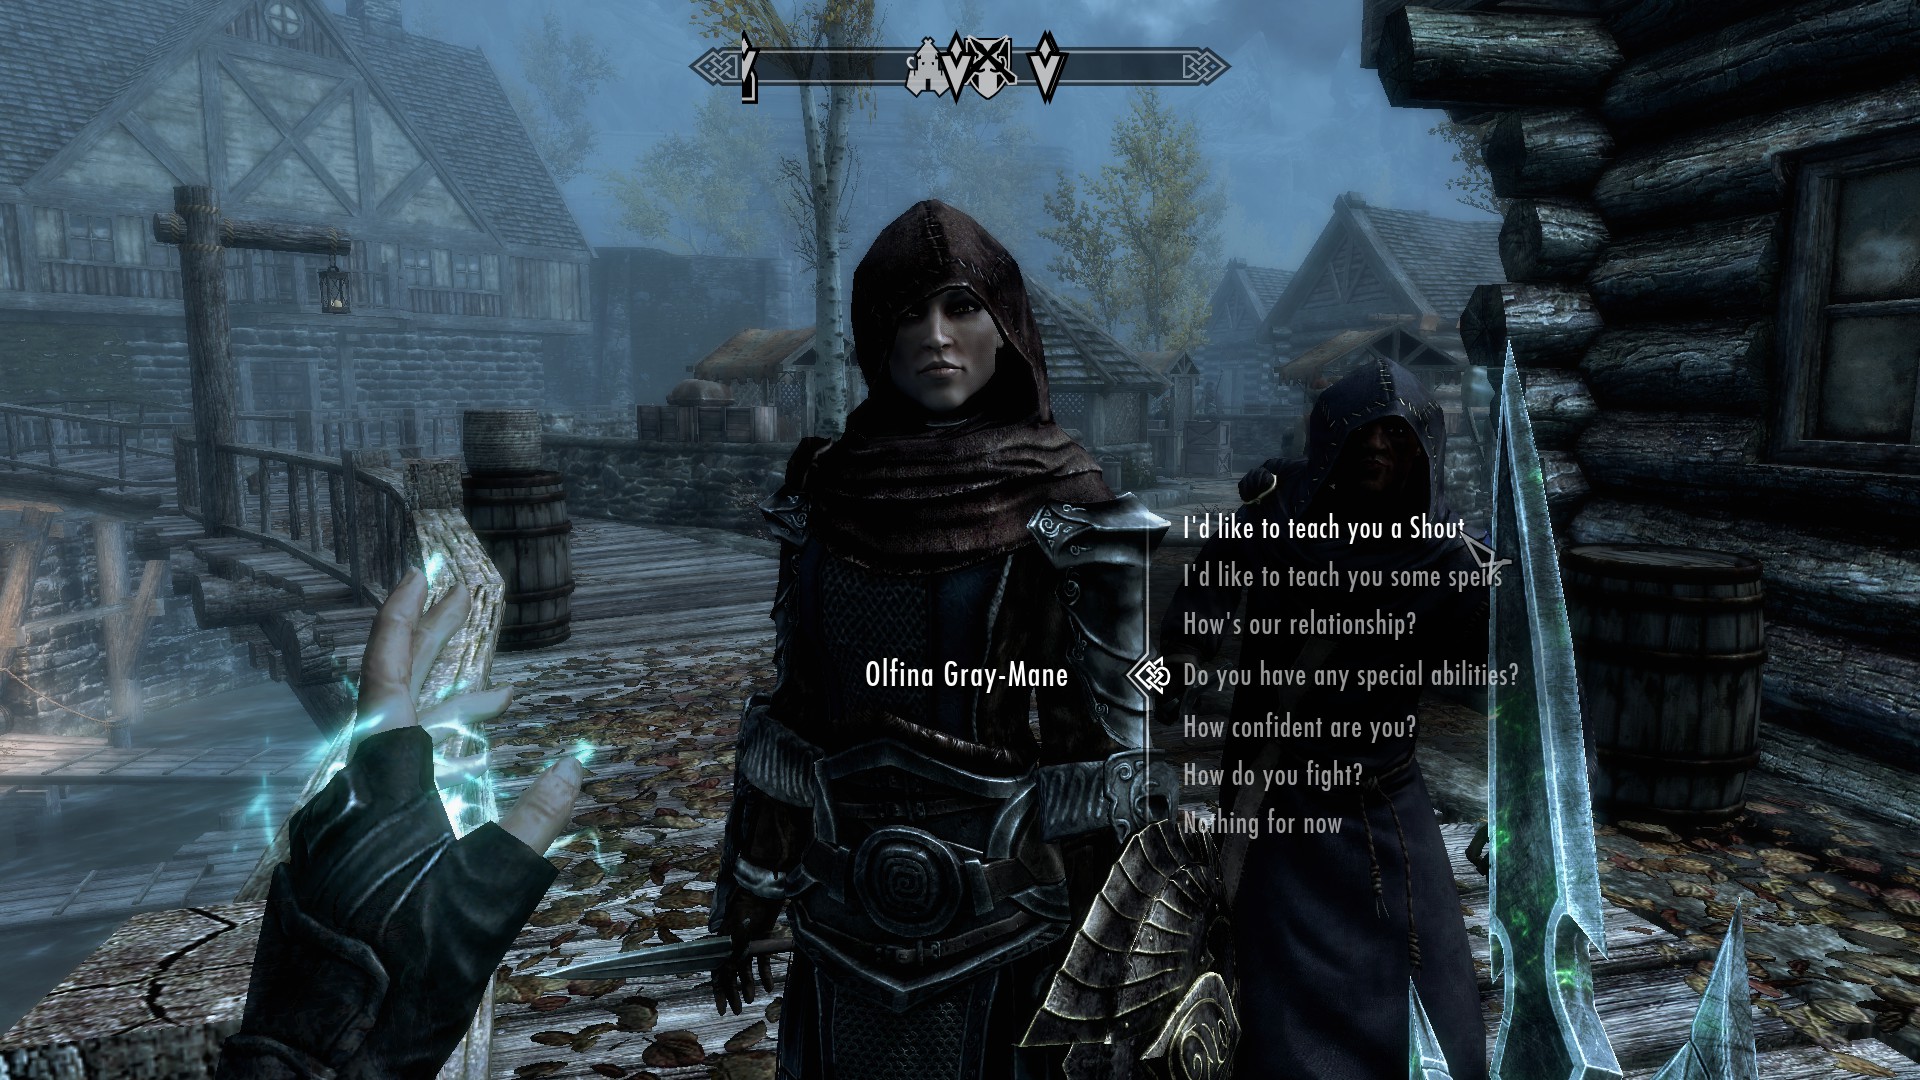 I'd like to teach you a Shout
I'd like to teach you some spells
How's our relationship?
Olfina Gray-Mane
Do you have any special abilities?
How confident are you?
How do you fight?
Nothing for now